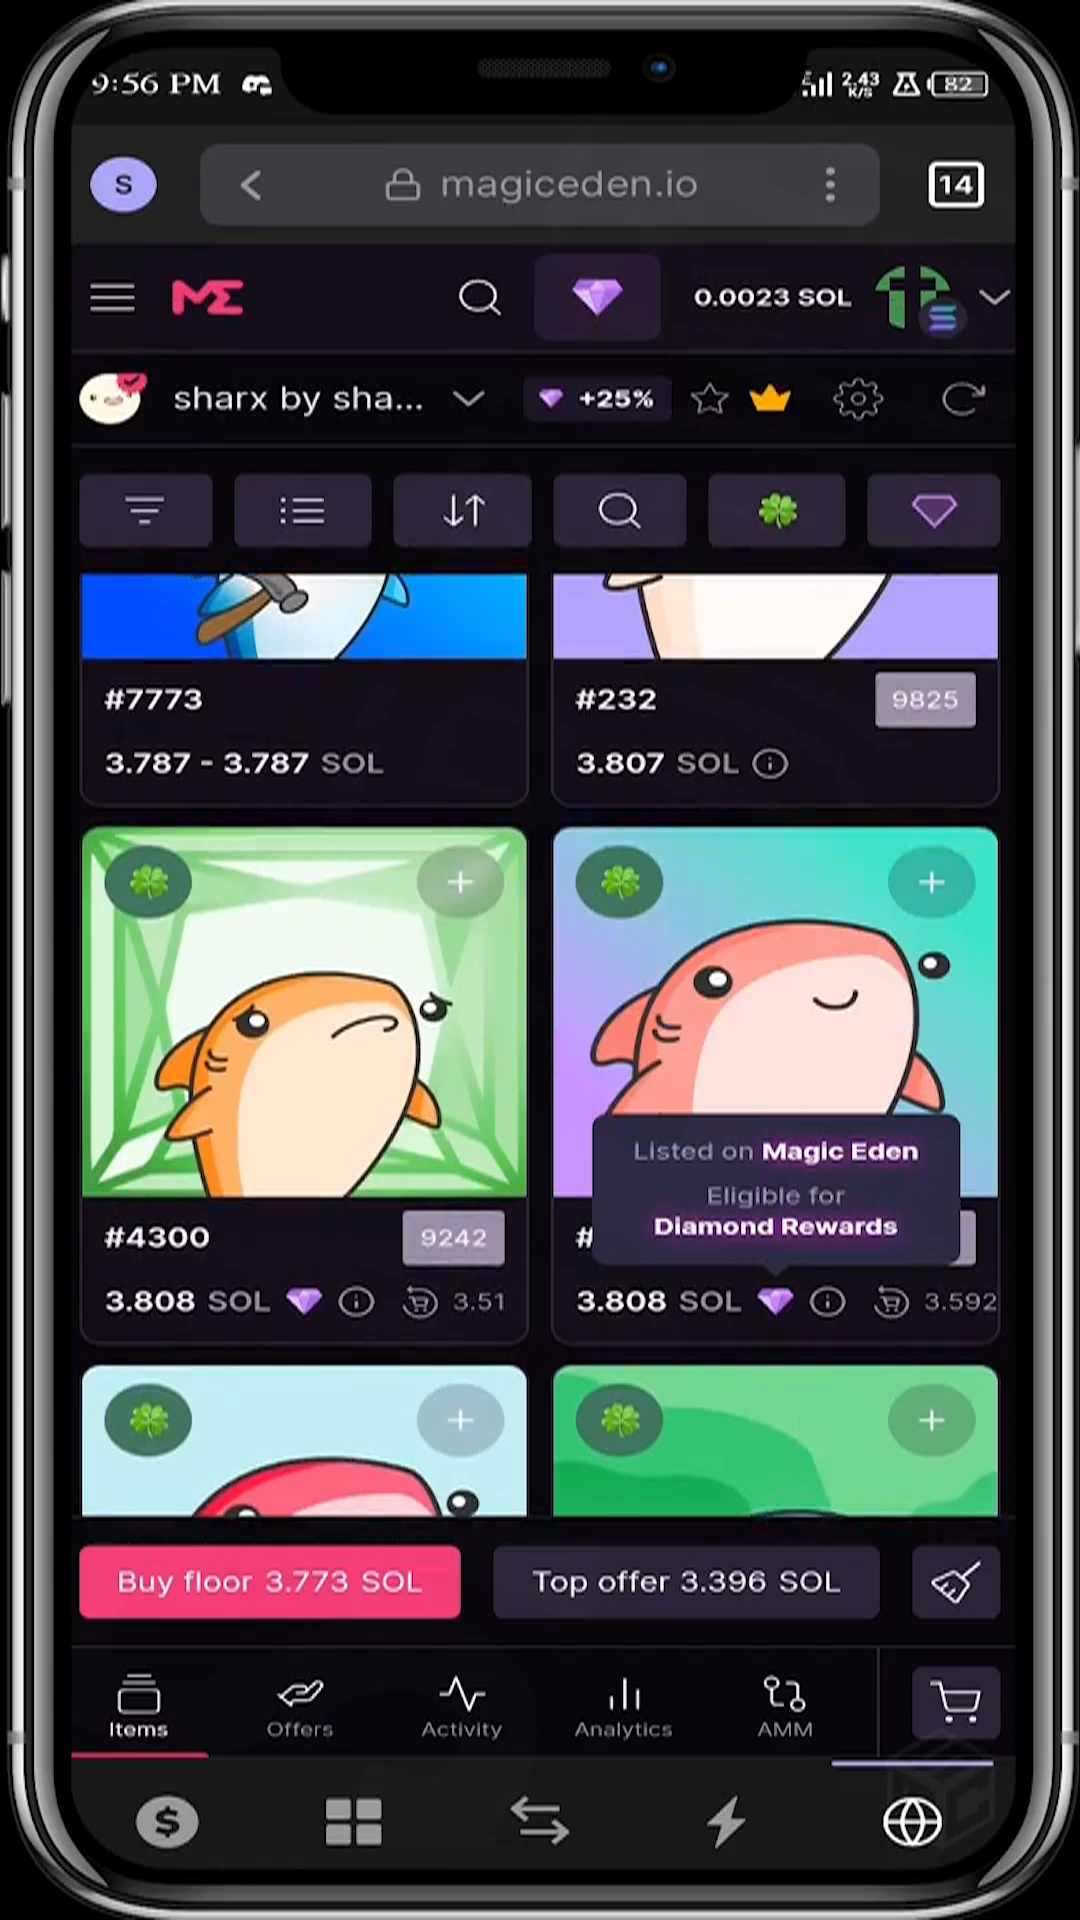 9:56 PM
2.43
K/S
82
S
magiceden.io
14
ME
0.0023 SOL
sharx by sha...
+25%
#7773
3.787 - 3.787 SOL
#232
9825
3.807 SOL
#4300
9242
3.808 SOL
3.51
Listed on Magic Eden
Eligible for
Diamond Rewards
#
3.808 SOL
3.592
Buy floor 3.773 SOL
Top offer 3.396 SOL
Items
Offers
Activity
Analytics
AMM